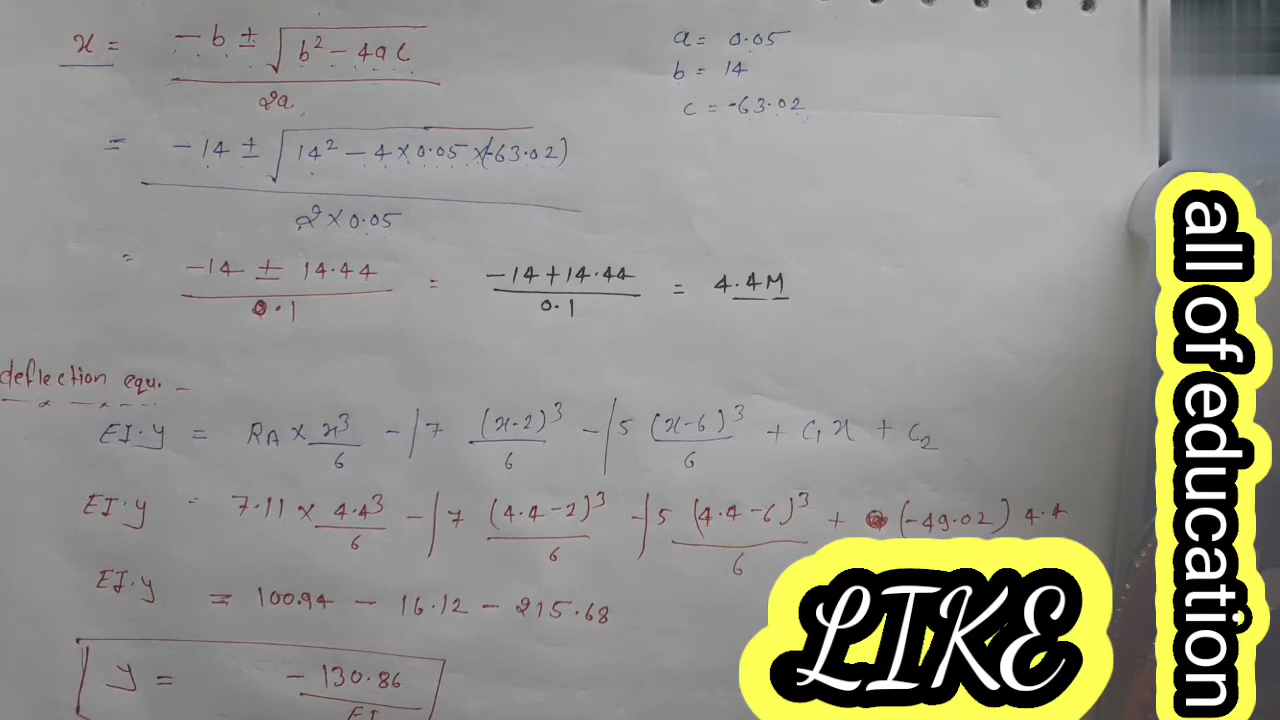 x = -b ± √b² - 4ac / 2a
a = 0.05
b = 14
c = -63.02
= -14 ± √14² - 4×0.05×(-63.02) / 2×0.05
= -14 ± 14.44 / 0.1 = -14+14.44 / 0.1 = 4.4M
deflection equ. -
EI.y = RA × x³/6 - | 7 (x-2)³/6 - | 5 (x-6)³/6 + C₁x + C₂
EI.y = 7.11 × 4.4³/6 - | 7 (4.4-2)³/6 - | 5 (4.4-6)³/6 + (-49.02) 4.4
EI.y = 100.94 - 16.12 - 215.68
y = -130.86 / EI
all of education
LIKE